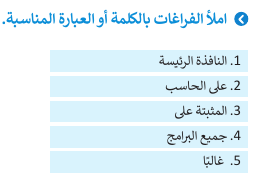 املأ الفراغات بالكلمة أو العبارة المناسبة.
1. النافذة الرئيسة
2. على الحاسب
3. المثبتة على
4. جميع البرامج
5. غالبًا